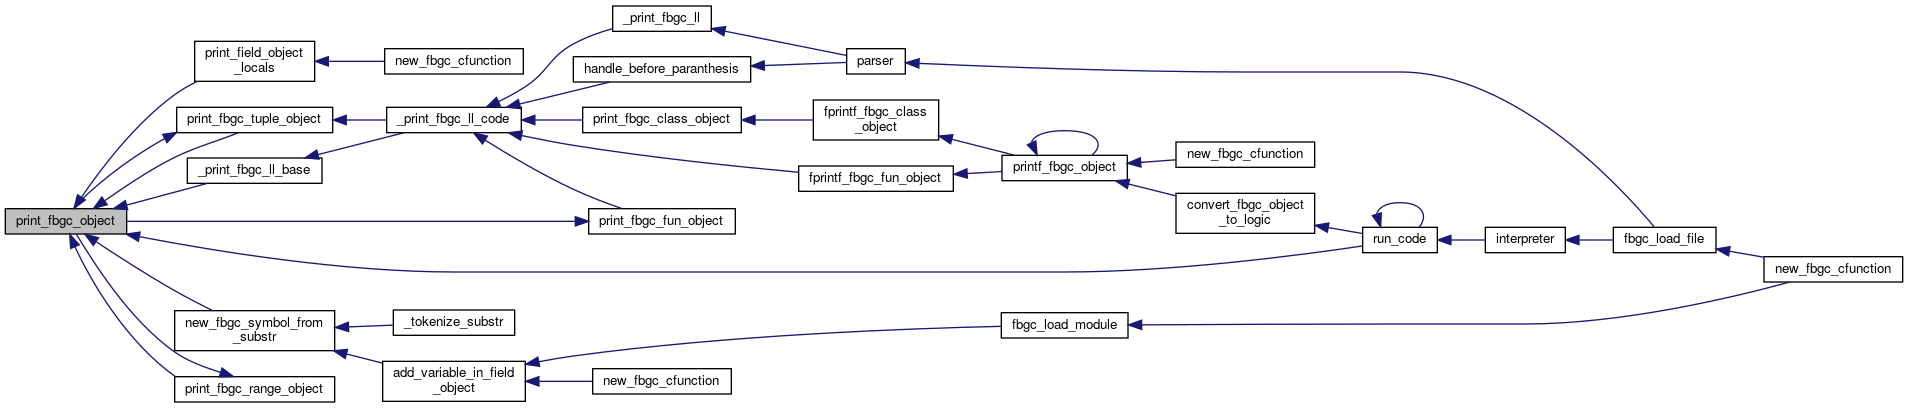 _print_fbgc_ll
print_field_object
_locals
new_fbgc_cfunction
parser
handle_before_paranthesis
print_fbgc_tuple_object
_print_fbgc_ll_code
print_fbgc_class_object
fprintf_fbgc_class
_object
new_fbgc_cfunction
_print_fbgc_ll_base
printf_fbgc_object
fprintf_fbgc_fun_object
print_fbgc_object
print_fbgc_fun_object
convert_fbgc_object
_to_logic
run_code
interpreter
fbgc_load_file
new_fbgc_cfunction
new_fbgc_symbol_from
_substr
_tokenize_substr
fbgc_load_module
print_fbgc_range_object
add_variable_in_field
_object
new_fbgc_cfunction